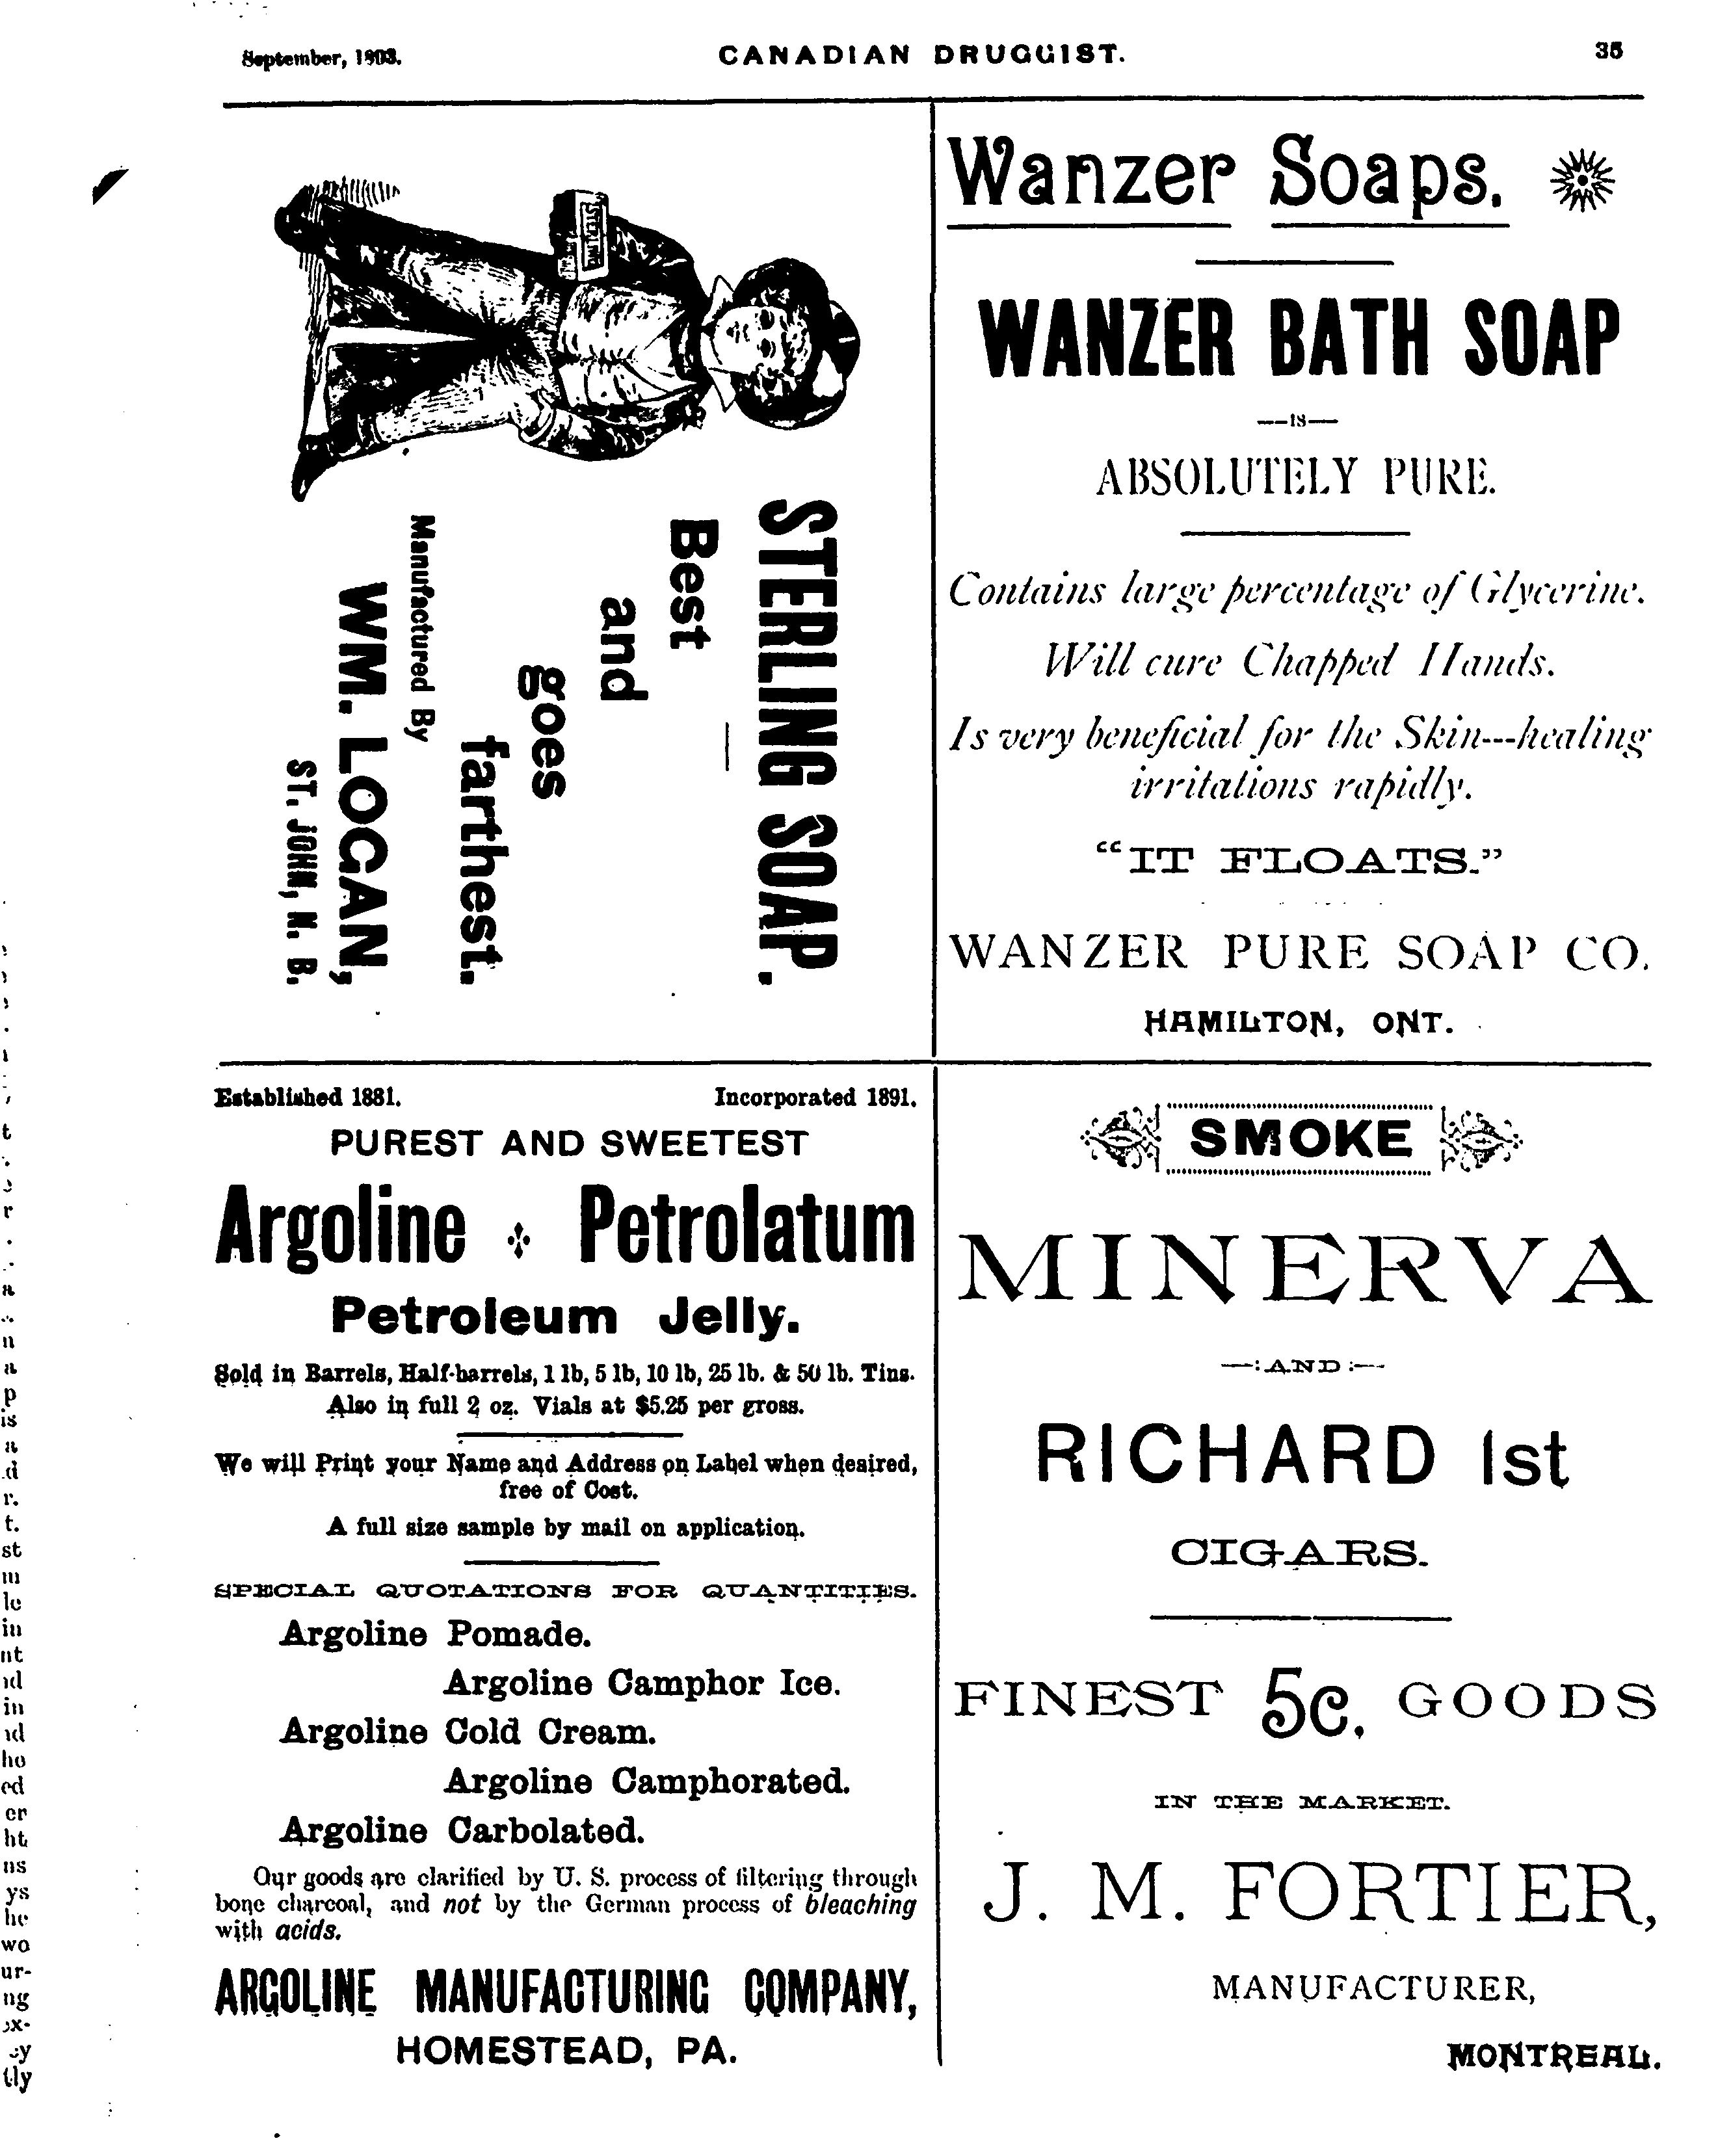 September, 1893.
CANADIAN DRUGGIST.
35
STERLING
STERLING SOAP.
Best
and
goes
farthest.
Manufactured By
WM. LOGAN,
ST. JOHN, N. B.
Wanzer Soaps.
WANZER BATH SOAP
—IS—
ABSOLUTELY PURE.
Contains large percentage of Glycerine.
Will cure Chapped Hands.
Is very beneficial for the Skin---healing
irritations rapidly.
“IT FLOATS.”
WANZER PURE SOAP CO.
HAMILTON, ONT.
Established 1881. Incorporated 1891.
PUREST AND SWEETEST
Argoline Petrolatum
Petroleum Jelly.
Sold in Barrels, Half-barrels, 1 lb, 5 lb, 10 lb, 25 lb. & 50 lb. Tins.
Also in full 2 oz. Vials at $5.25 per gross.
We will Print your Name and Address on Label when desired,
free of Cost.
A full size sample by mail on application.
SPECIAL QUOTATIONS FOR QUANTITIES.
Argoline Pomade.
Argoline Camphor Ice.
Argoline Cold Cream.
Argoline Camphorated.
Argoline Carbolated.
Our goods are clarified by U. S. process of filtering through
bone charcoal, and not by the German process of bleaching
with acids.
ARGOLINE MANUFACTURING COMPANY,
HOMESTEAD, PA.
SMOKE
MINERVA
—:AND:—
RICHARD 1st
CIGARS.
FINEST 5c. GOODS
IN THE MARKET.
J. M. FORTIER,
MANUFACTURER,
MONTREAL.